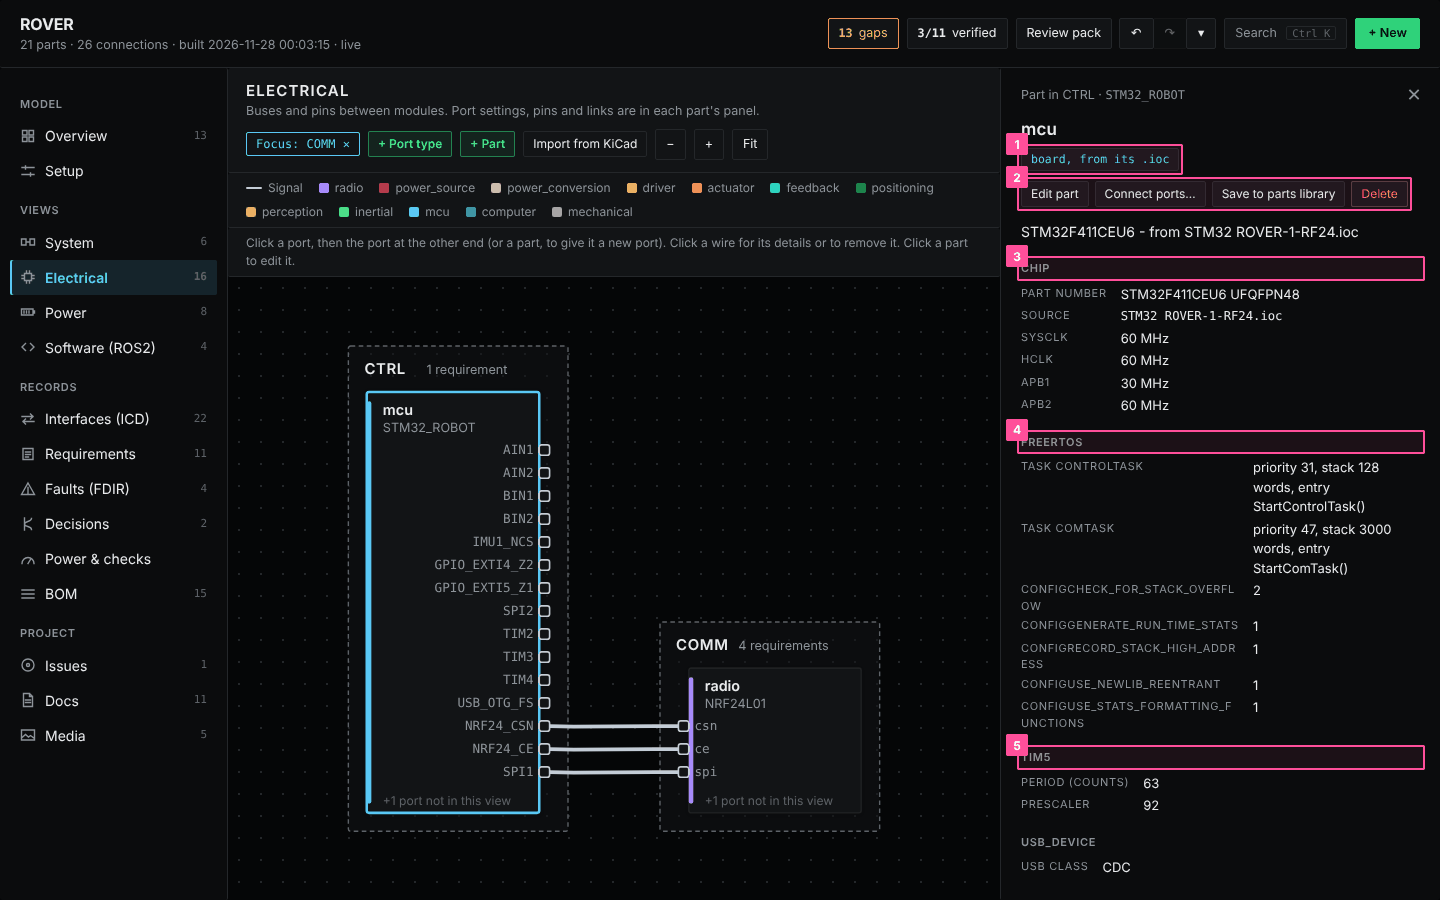 ROVER
21 parts · 26 connections · built 2026-11-28 00:03:15 · live
13 gaps
3/11 verified
Review pack
Search Ctrl K
+ New
MODEL
Overview 13
Setup
VIEWS
System 6
Electrical 16
Power 8
Software (ROS2) 4
RECORDS
Interfaces (ICD) 22
Requirements 11
Faults (FDIR) 4
Decisions 2
Power & checks
BOM 15
PROJECT
Issues 1
Docs 11
Media 5
ELECTRICAL
Buses and pins between modules. Port settings, pins and links are in each part's panel.
Focus: COMM × + Port type + Part Import from KiCad − + Fit
Signal radio power_source power_conversion driver actuator feedback positioning
perception inertial mcu computer mechanical
Click a port, then the port at the other end (or a part, to give it a new port). Click a wire for its details or to remove it. Click a part
to edit it.
CTRL 1 requirement
mcu
STM32_ROBOT
AIN1
AIN2
BIN1
BIN2
IMU1_NCS
GPIO_EXTI4_Z2
GPIO_EXTI5_Z1
SPI2
TIM2
TIM3
TIM4
USB_OTG_FS
NRF24_CSN
NRF24_CE
SPI1
+1 port not in this view
COMM 4 requirements
radio
NRF24L01
csn
ce
spi
+1 port not in this view
Part in CTRL · STM32_ROBOT ×
mcu
1
board, from its .ioc
2
Edit part Connect ports... Save to parts library Delete
STM32F411CEU6 - from STM32 ROVER-1-RF24.ioc
3
CHIP
PART NUMBER STM32F411CEU6 UFQFPN48
SOURCE STM32 ROVER-1-RF24.ioc
SYSCLK 60 MHz
HCLK 60 MHz
APB1 30 MHz
APB2 60 MHz
4
FREERTOS
TASK CONTROLTASK priority 31, stack 128
words, entry
StartControlTask()
TASK COMTASK priority 47, stack 3000
words, entry
StartComTask()
CONFIGCHECK_FOR_STACK_OVERFL 2
OW
CONFIGGENERATE_RUN_TIME_STATS 1
CONFIGRECORD_STACK_HIGH_ADDR 1
ESS
CONFIGUSE_NEWLIB_REENTRANT 1
CONFIGUSE_STATS_FORMATTING_F 1
UNCTIONS
5
TIM5
PERIOD (COUNTS) 63
PRESCALER 92
USB_DEVICE
USB CLASS CDC